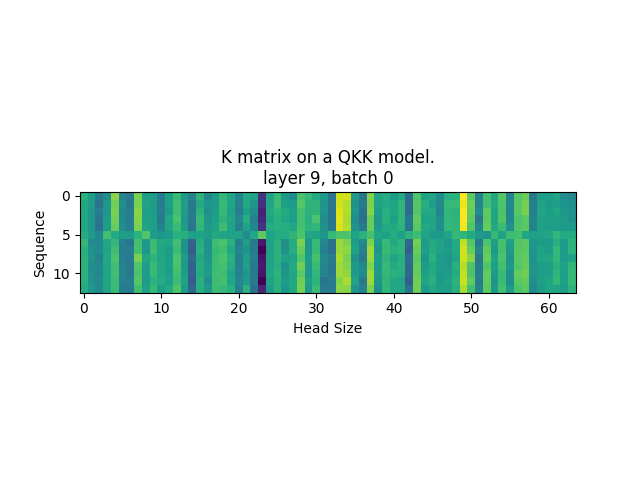 K matrix on a QKK model.
layer 9, batch 0
0
5
10
Sequence
0 10 20 30 40 50 60
Head Size